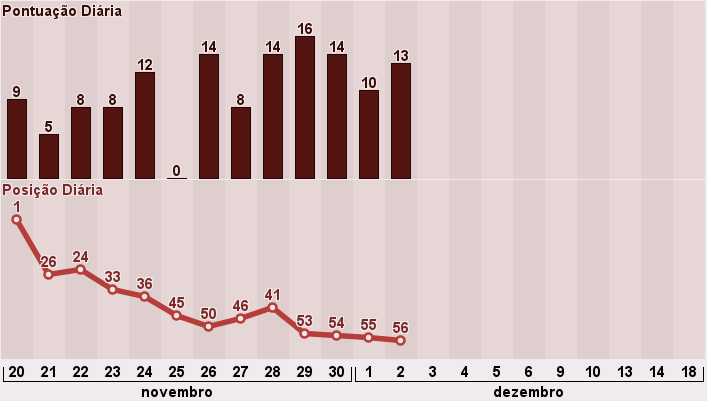 Pontuação Diária
9 5 8 8 12 0 14 8 14 16 14 10 13
Posição Diária
1 26 24 33 36 45 50 46 41 53 54 55 56
20 21 22 23 24 25 26 27 28 29 30 1 2 3 4 5 6 9 10 13 14 18
novembro dezembro